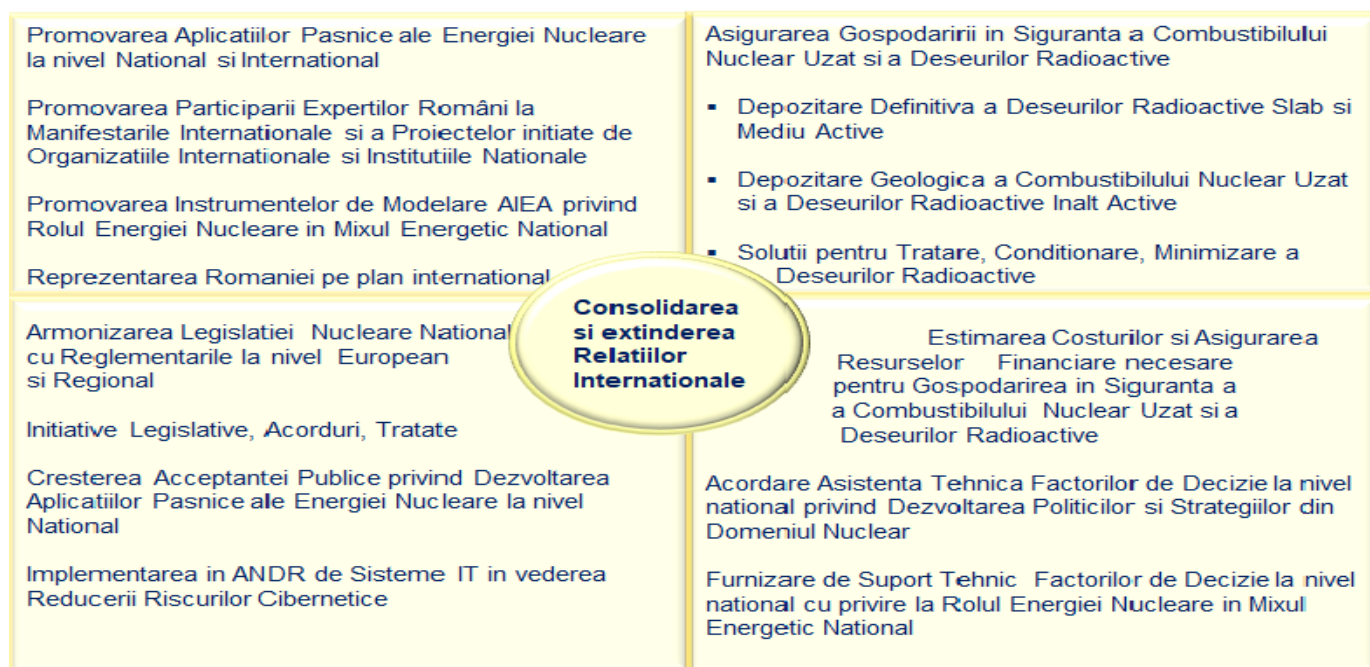 Promovarea Aplicatiilor Pasnice ale Energiei Nucleare
la nivel National si International
Promovarea Participarii Expertilor Români la
Manifestarile Internationale si a Proiectelor initiate de
Organizatiile Internationale si Institutiile Nationale
Promovarea Instrumentelor de Modelare AIEA privind
Rolul Energiei Nucleare in Mixul Energetic National
Reprezentarea Romaniei pe plan international
Asigurarea Gospodaririi in Siguranta a Combustibilului
Nuclear Uzat si a Deseurilor Radioactive
▪ Depozitare Definitiva a Deseurilor Radioactive Slab si
Mediu Active
▪ Depozitare Geologica a Combustibilului Nuclear Uzat
si a Deseurilor Radioactive Inalt Active
▪ Solutii pentru Tratare, Conditionare, Minimizare a
Deseurilor Radioactive
Consolidarea
si extinderea
Relatiilor
Internationale
Armonizarea Legislatiei Nucleare National
cu Reglementarile la nivel European
si Regional
Initiative Legislative, Acorduri, Tratate
Cresterea Acceptantei Publice privind Dezvoltarea
Aplicatiilor Pasnice ale Energiei Nucleare la nivel
National
Implementarea in ANDR de Sisteme IT in vederea
Reducerii Riscurilor Cibernetice
Estimarea Costurilor si Asigurarea
Resurselor Financiare necesare
pentru Gospodarirea in Siguranta a
a Combustibilului Nuclear Uzat si a
Deseurilor Radioactive
Acordare Asistenta Tehnica Factorilor de Decizie la nivel
national privind Dezvoltarea Politicilor si Strategiilor din
Domeniul Nuclear
Furnizare de Suport Tehnic Factorilor de Decizie la nivel
national cu privire la Rolul Energiei Nucleare in Mixul
Energetic National